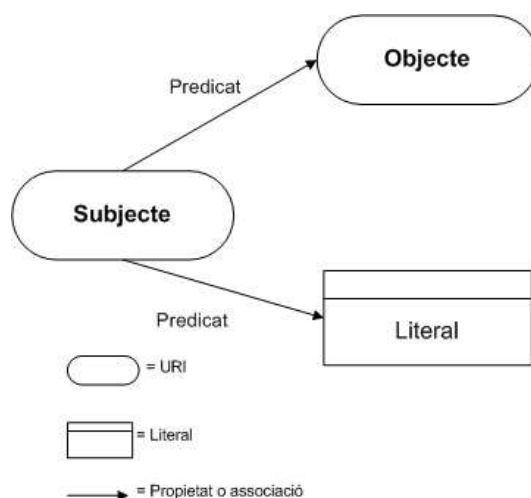 Objecte
Predicat
Subjecte
Predicat
Literal
= URI
= Literal
= Propietat o associació